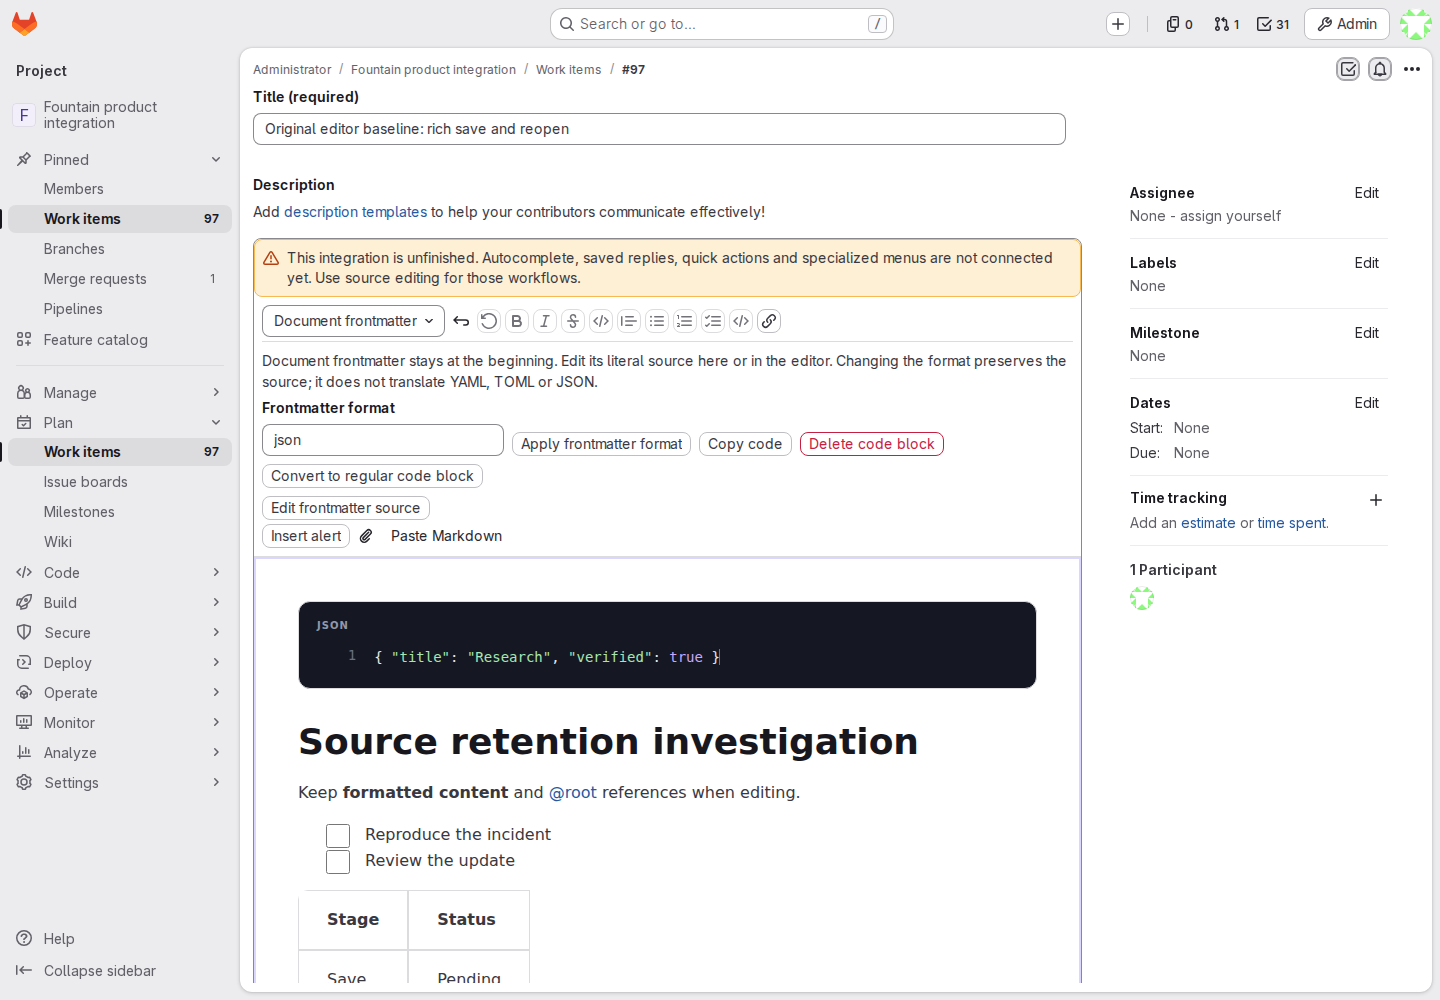 Search or go to...
/
0
1
31
Admin
Project
F
Fountain product
integration
Pinned
Members
Work items
97
Branches
Merge requests
1
Pipelines
Feature catalog
Manage
Plan
Work items
97
Issue boards
Milestones
Wiki
Code
Build
Secure
Deploy
Operate
Monitor
Analyze
Settings
Help
Collapse sidebar
Administrator / Fountain product integration / Work items / #97
Title (required)
Original editor baseline: rich save and reopen
Description
Add description templates to help your contributors communicate effectively!
This integration is unfinished. Autocomplete, saved replies, quick actions and specialized menus are not connected
yet. Use source editing for those workflows.
Document frontmatter
Document frontmatter stays at the beginning. Edit its literal source here or in the editor. Changing the format preserves the
source; it does not translate YAML, TOML or JSON.
Frontmatter format
json
Apply frontmatter format
Copy code
Delete code block
Convert to regular code block
Edit frontmatter source
Insert alert
Paste Markdown
JSON
1
{ "title": "Research", "verified": true }
Source retention investigation
Keep formatted content and @root references when editing.
Reproduce the incident
Review the update
Stage
Status
Save
Pending
Assignee
Edit
None - assign yourself
Labels
Edit
None
Milestone
Edit
None
Dates
Edit
Start: None
Due: None
Time tracking
Add an estimate or time spent.
1 Participant